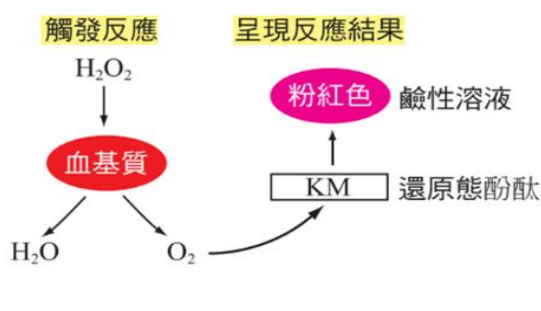 觸發反應
呈現反應結果
H₂O₂
粉紅色 鹼性溶液
血基質
KM 還原態酚酞
H₂O
O₂